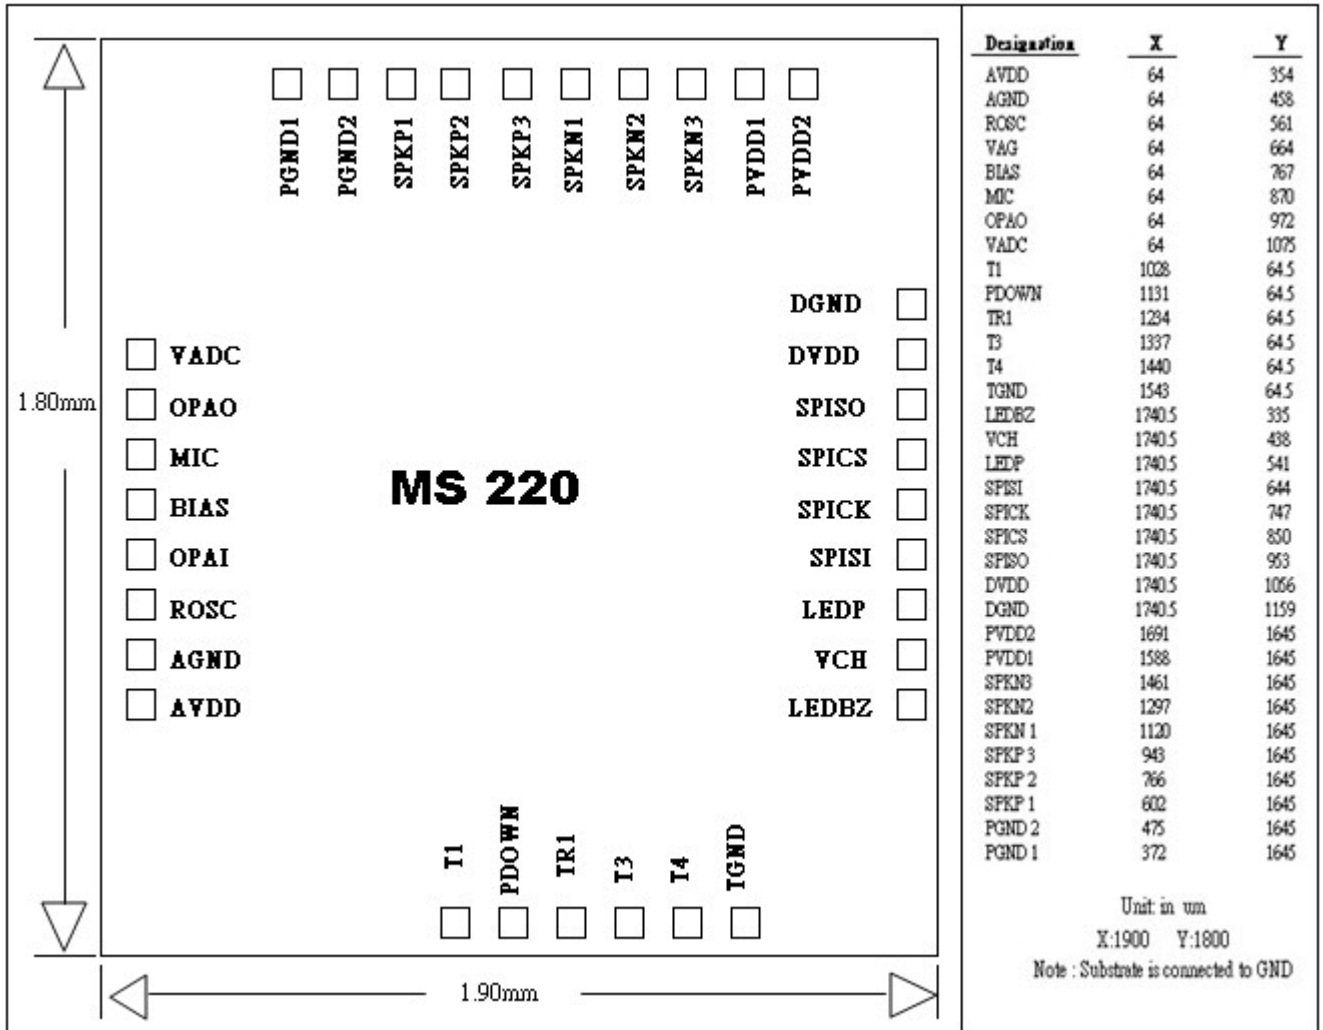 PGND1 PGND2 SPKP1 SPKP2 SPKP3 SPKN1 SPKN2 SPKN3 PVDD1 PVDD2
DGND
VADC DVDD
1.80mm OPAO SPISO
MIC SPICS
MS 220
BIAS SPICK
OPAI SPISI
ROSC LEDP
AGND VCH
AVDD LEDBZ
T1 PDOWN TR1 T3 T4 TGND
1.90mm
Designation X Y
AVDD 64 354
AGND 64 458
ROSC 64 561
VAG 64 664
BIAS 64 767
MIC 64 870
OPAO 64 972
VADC 64 1075
T1 1028 64.5
PDOWN 1131 64.5
TR1 1234 64.5
T3 1337 64.5
T4 1440 64.5
TGND 1543 64.5
LEDBZ 1740.5 335
VCH 1740.5 438
LEDP 1740.5 541
SPISI 1740.5 644
SPICK 1740.5 747
SPICS 1740.5 850
SPISO 1740.5 953
DVDD 1740.5 1056
DGND 1740.5 1159
PVDD2 1691 1645
PVDD1 1588 1645
SPKN3 1461 1645
SPKN2 1297 1645
SPKN 1 1120 1645
SPKP 3 943 1645
SPKP 2 766 1645
SPKP 1 602 1645
PGND 2 475 1645
PGND 1 372 1645
Unit: in um
X:1900 Y:1800
Note : Substrate is connected to GND